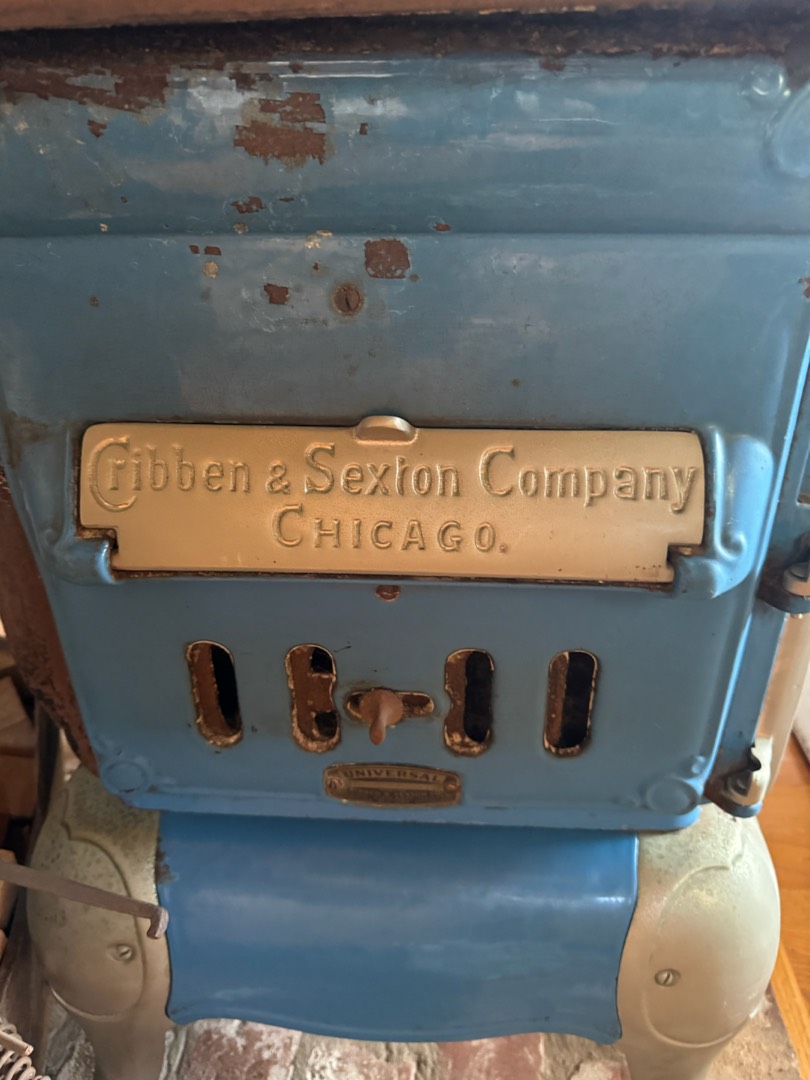 Cribben & Sexton Company
CHICAGO.
UNIVERSAL